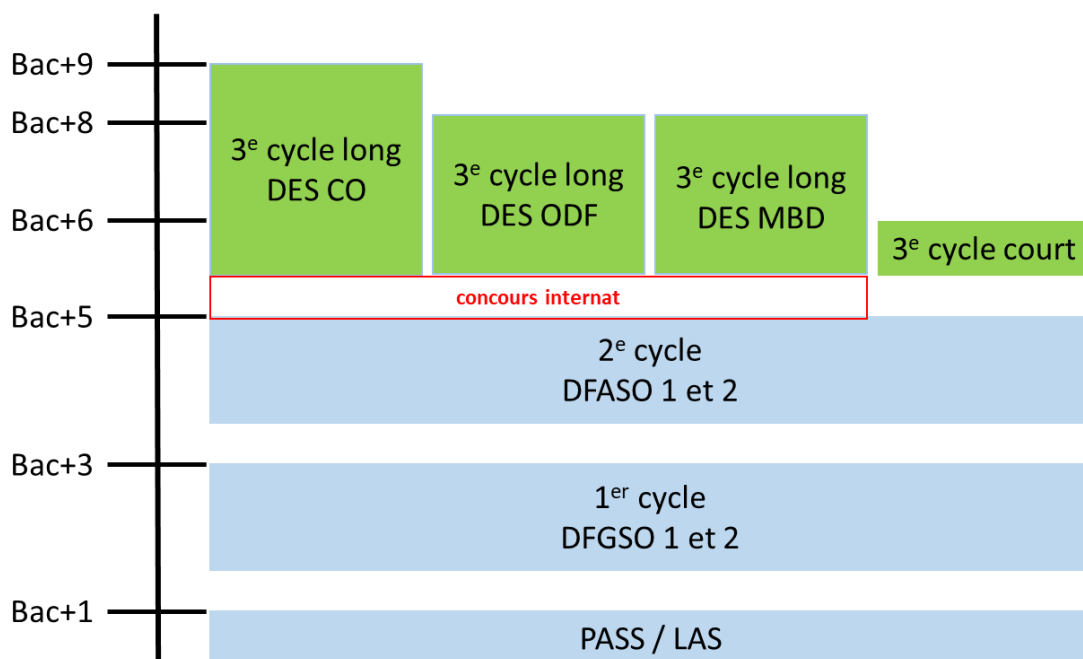 Bac+9
3e cycle long
DES CO
Bac+8
3e cycle long
DES ODF
3e cycle long
DES MBD
Bac+6
3e cycle court
concours internat
Bac+5
2e cycle
DFASO 1 et 2
Bac+3
1er cycle
DFGSO 1 et 2
Bac+1
PASS / LAS